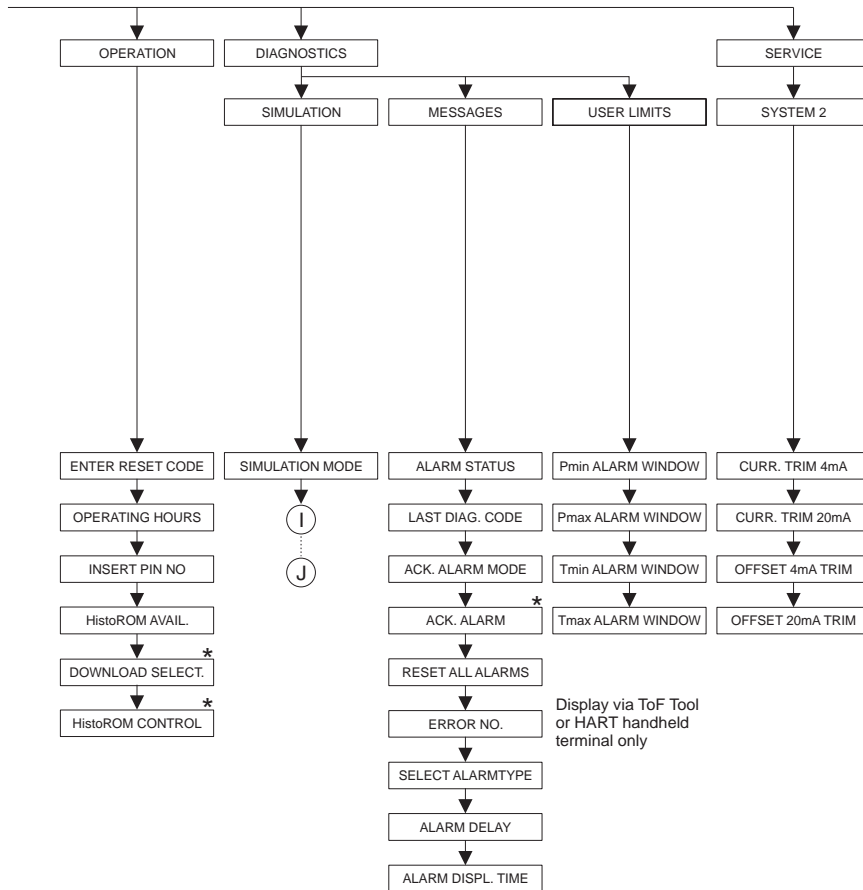 OPERATION
DIAGNOSTICS
SERVICE
SIMULATION
MESSAGES
USER LIMITS
SYSTEM 2
ENTER RESET CODE
OPERATING HOURS
INSERT PIN NO
HistoROM AVAIL.
DOWNLOAD SELECT.
*
HistoROM CONTROL
*
SIMULATION MODE
I
J
ALARM STATUS
LAST DIAG. CODE
ACK. ALARM MODE
ACK. ALARM
*
RESET ALL ALARMS
ERROR NO.
SELECT ALARMTYPE
ALARM DELAY
ALARM DISPL. TIME
Pmin ALARM WINDOW
Pmax ALARM WINDOW
Tmin ALARM WINDOW
Tmax ALARM WINDOW
Display via ToF Tool
or HART handheld
terminal only
CURR. TRIM 4mA
CURR. TRIM 20mA
OFFSET 4mA TRIM
OFFSET 20mA TRIM